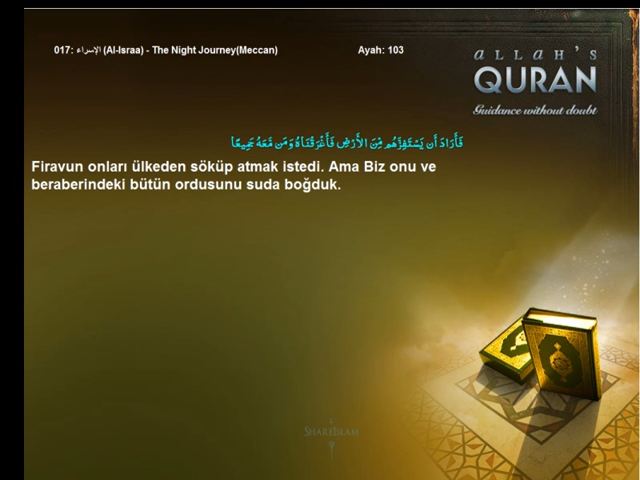 017: الإسراء (Al-Israa) - The Night Journey(Meccan) Ayah: 103
ALLAH'S
QURAN
Guidance without doubt
فَأَرَادَ أَن يَسْتَفِزَّهُم مِّنَ الأَرْضِ فَأَغْرَقْنَاهُ وَمَن مَّعَهُ جَمِيعًا
Firavun onları ülkeden söküp atmak istedi. Ama Biz onu ve
beraberindeki bütün ordusunu suda boğduk.
SHAREISLAM